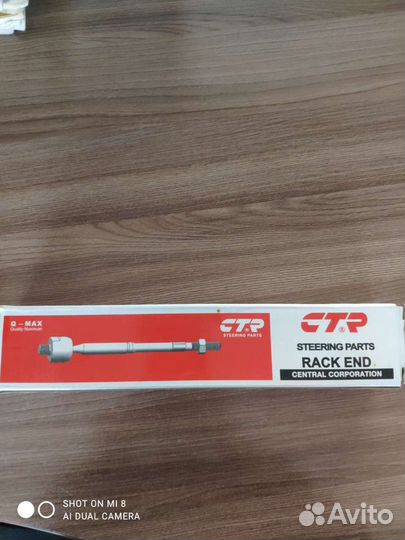 Q - MAX
Quality Maximum
CTR
STEERING PARTS
CTR
STEERING PARTS
RACK END
CENTRAL CORPORATION
SHOT ON MI 8
AI DUAL CAMERA
Avito